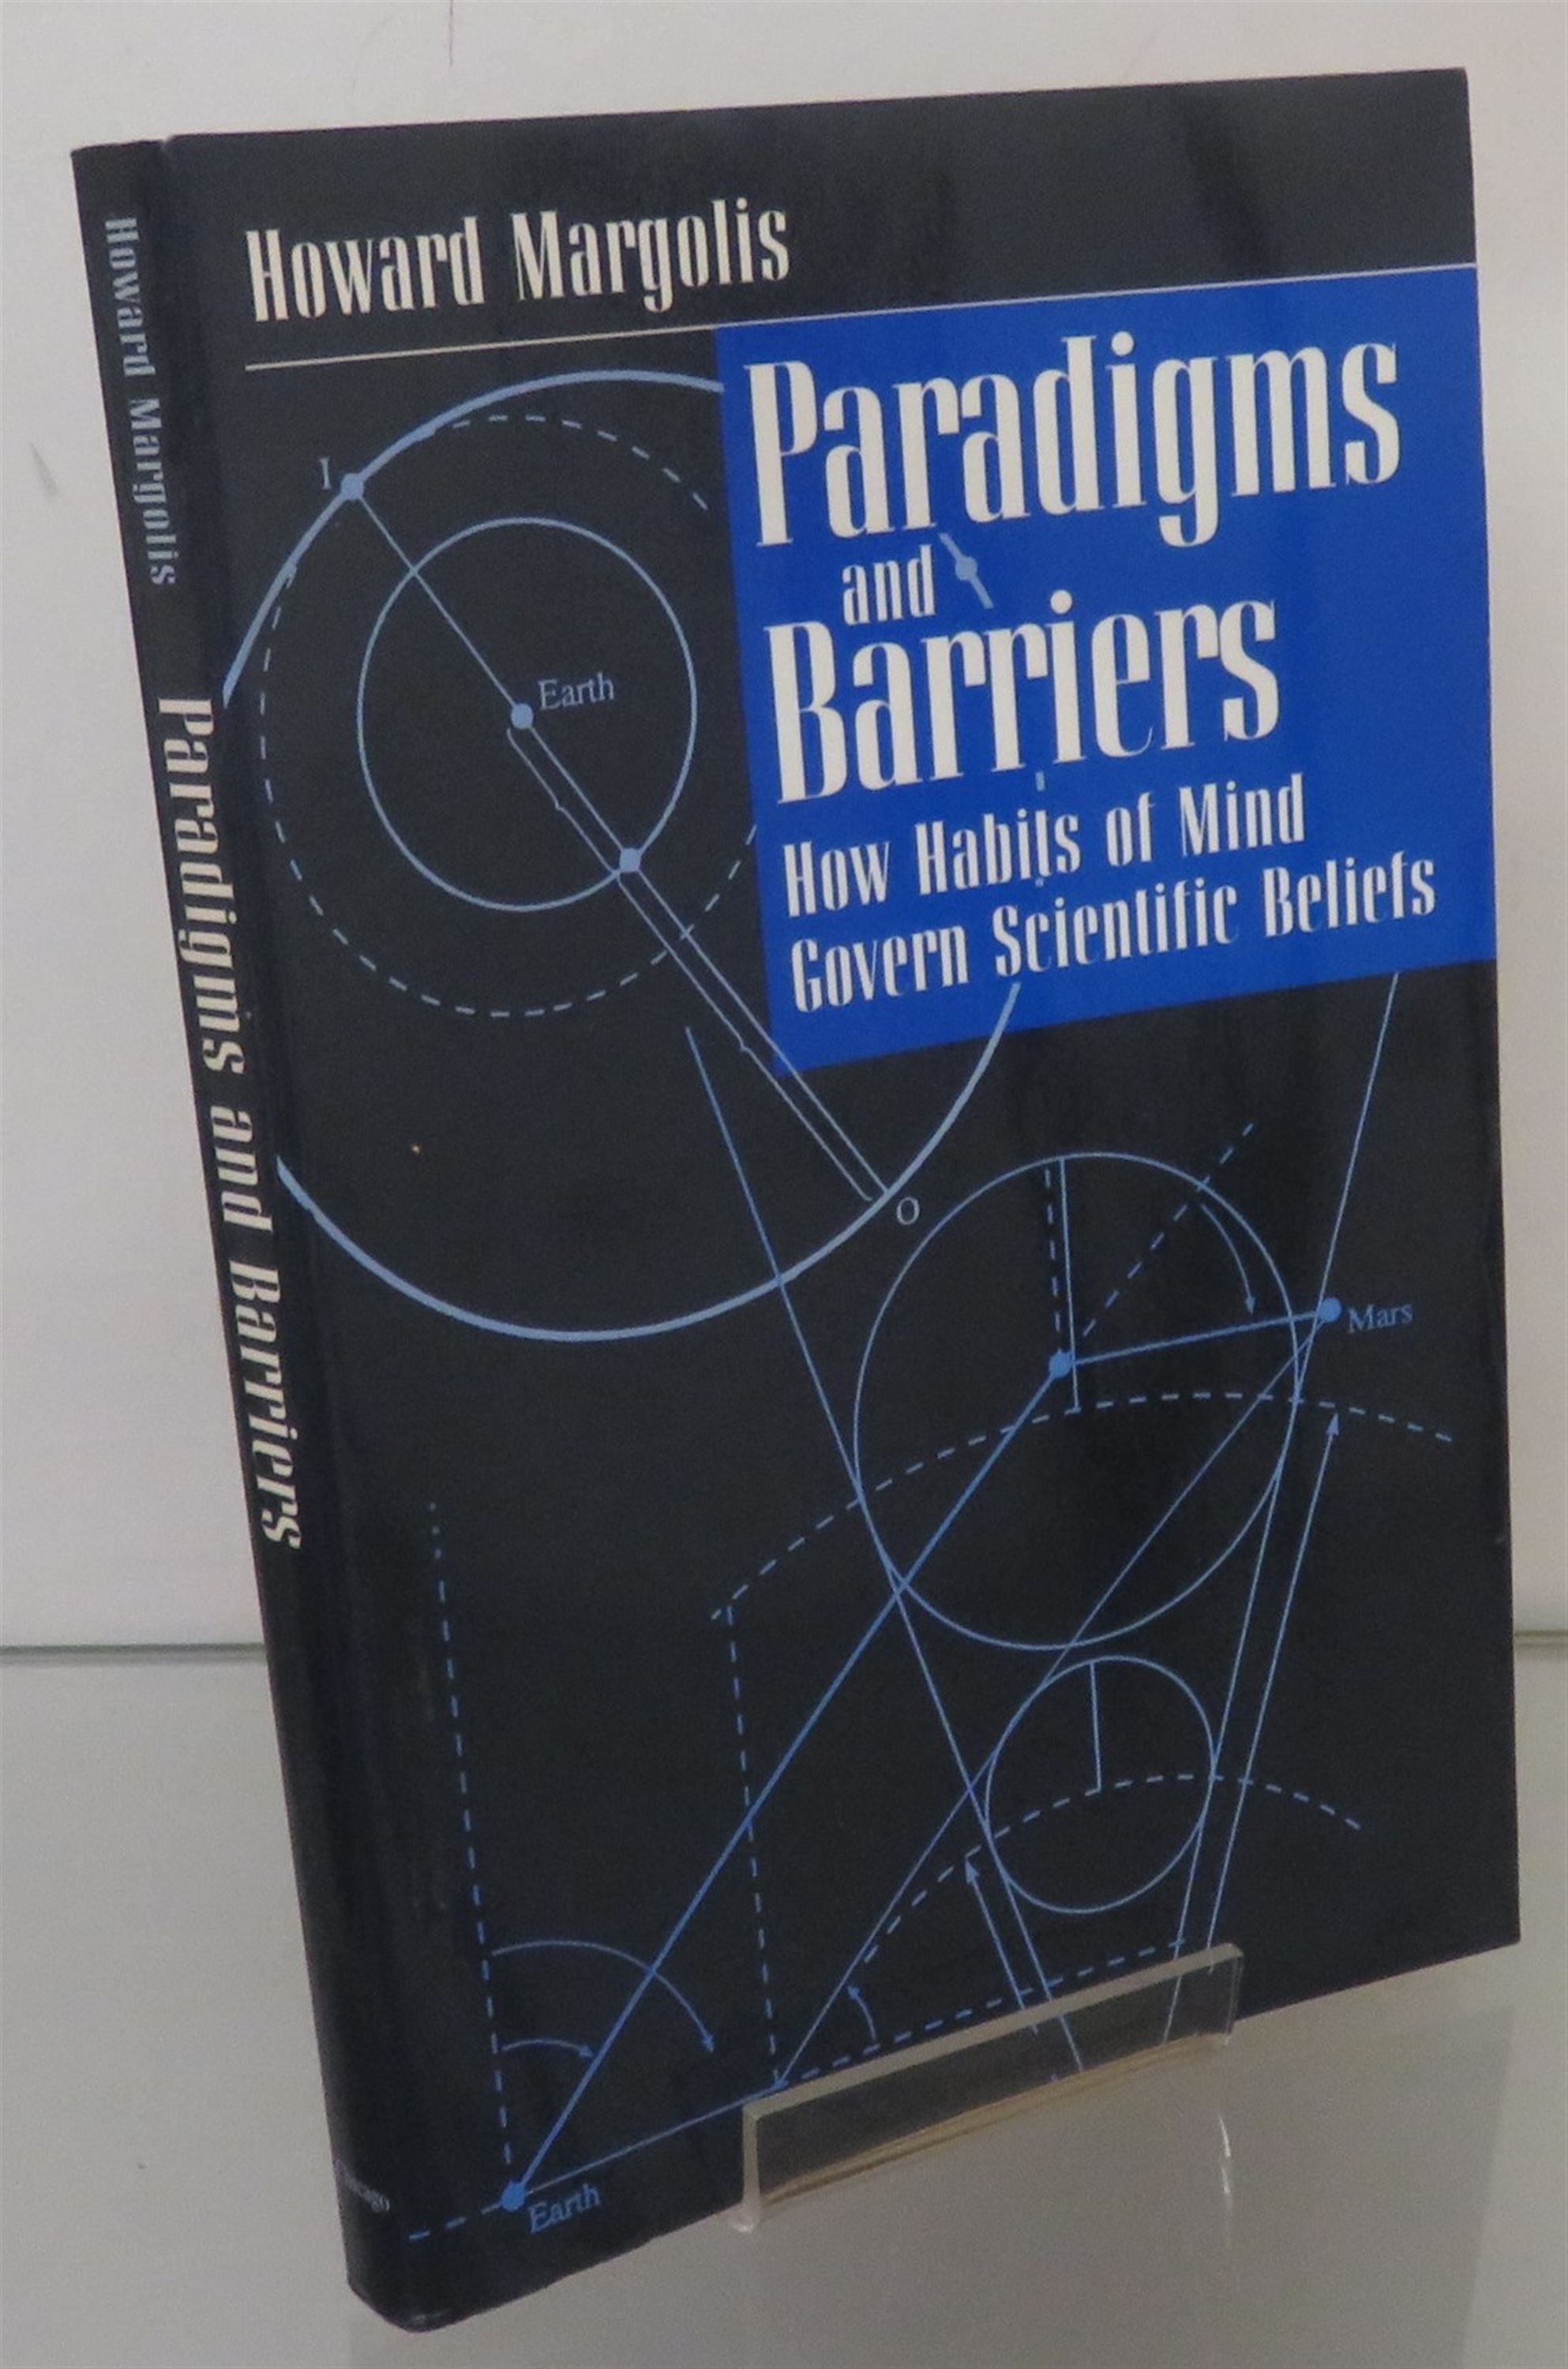 Howard Margolis
Paradigms
and
Barriers
How Habits of Mind
Govern Scientific Beliefs
I
Earth
O
Mars
Earth
Howard Margolis
Paradigms and Barriers